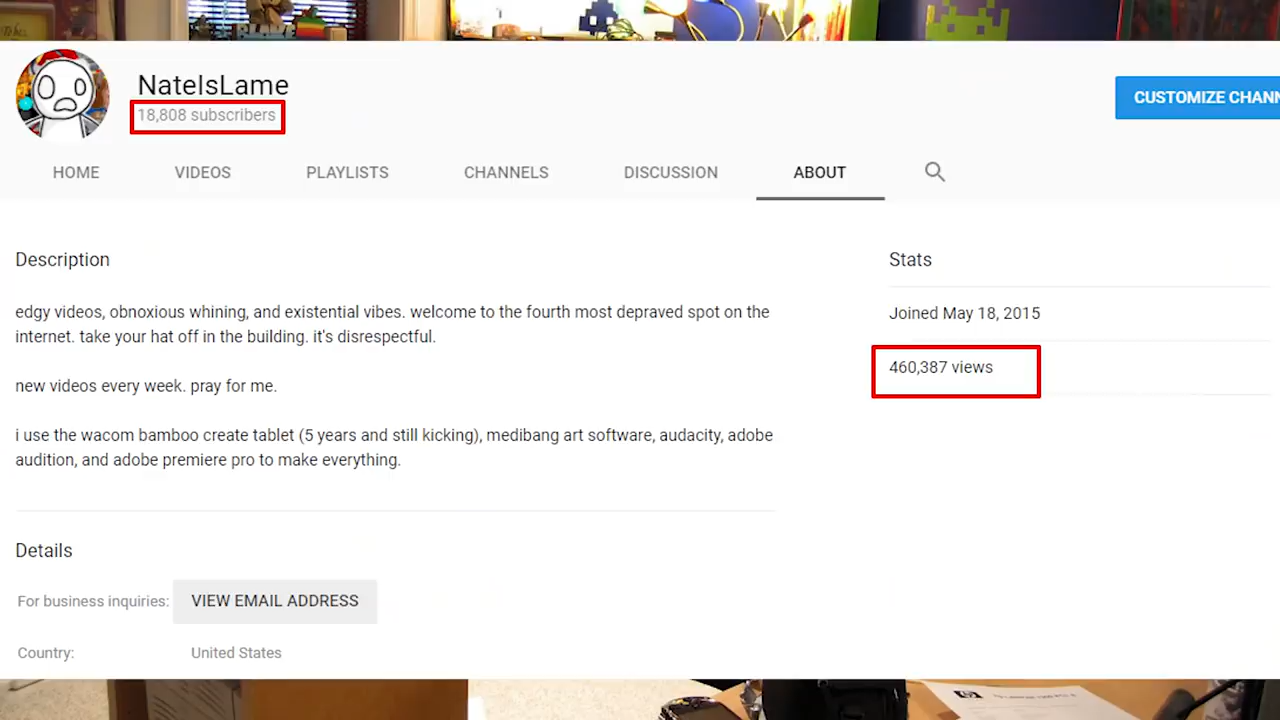 BLAKE
NateIsLame
18,808 subscribers
CUSTOMIZE CHANN
HOME
VIDEOS
PLAYLISTS
CHANNELS
DISCUSSION
ABOUT
Description
edgy videos, obnoxious whining, and existential vibes. welcome to the fourth most depraved spot on the
internet. take your hat off in the building. it's disrespectful.
new videos every week. pray for me.
i use the wacom bamboo create tablet (5 years and still kicking), medibang art software, audacity, adobe
audition, and adobe premiere pro to make everything.
Stats
Joined May 18, 2015
460,387 views
Details
For business inquiries: VIEW EMAIL ADDRESS
Country: United States
hp